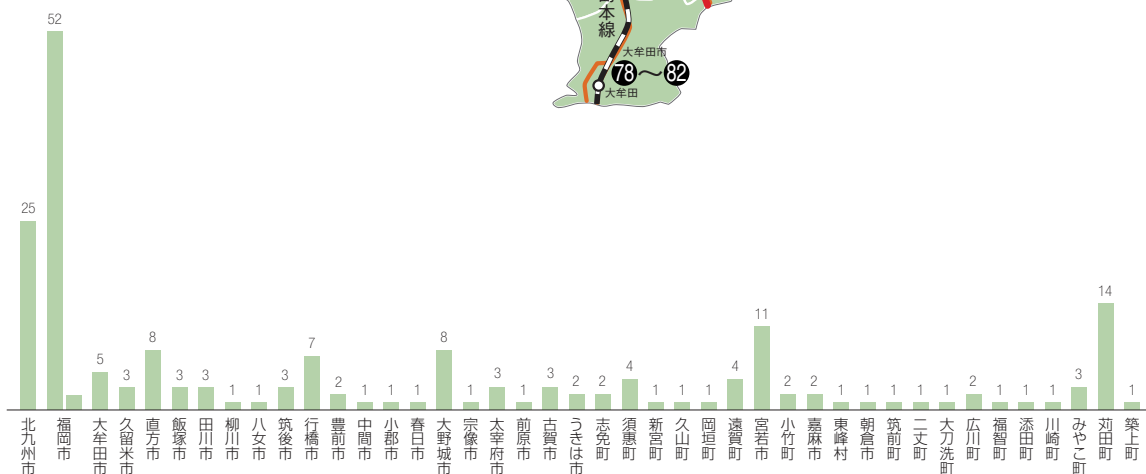 本線
大牟田市
78～82
大牟田
52
25
5
3
8
3
3
1
1
3
7
2
1
1
1
8
1
3
1
3
2
2
4
1
1
1
4
11
2
2
1
1
1
1
1
2
1
1
1
3
14
1
北九州市
福岡市
大牟田市
久留米市
直方市
飯塚市
田川市
柳川市
八女市
筑後市
行橋市
豊前市
中間市
小郡市
春日市
大野城市
宗像市
太宰府市
前原市
古賀市
うきは市
志免町
須惠町
新宮町
久山町
岡垣町
遠賀町
宮若市
小竹町
嘉麻市
東峰村
朝倉市
筑前町
二丈町
大刀洗町
広川町
福智町
添田町
川崎町
みやこ町
苅田町
築上町